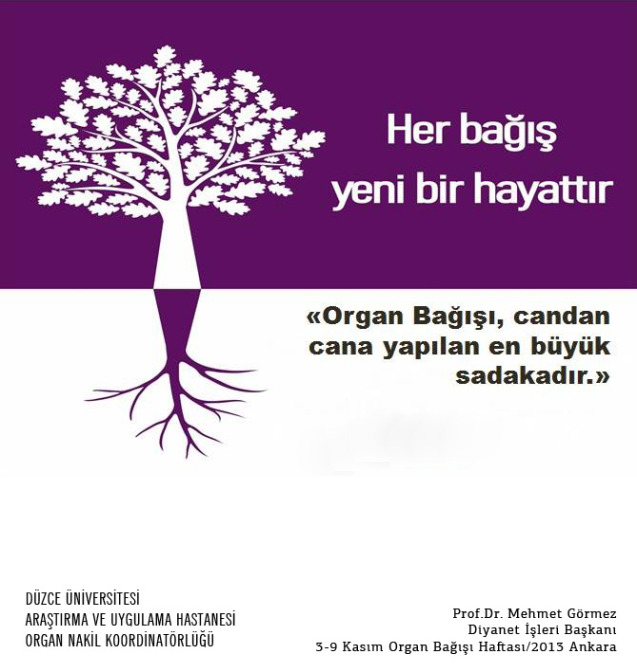 Her bağış
yeni bir hayattır
«Organ Bağışı, candan
cana yapılan en büyük
sadakadır.»
DÜZCE ÜNİVERSİTESİ
ARAŞTIRMA VE UYGULAMA HASTANESİ
ORGAN NAKİL KOORDİNATÖRLÜĞÜ
Prof.Dr. Mehmet Görmez
Diyanet İşleri Başkanı
3-9 Kasım Organ Bağışı Haftası/2013 Ankara